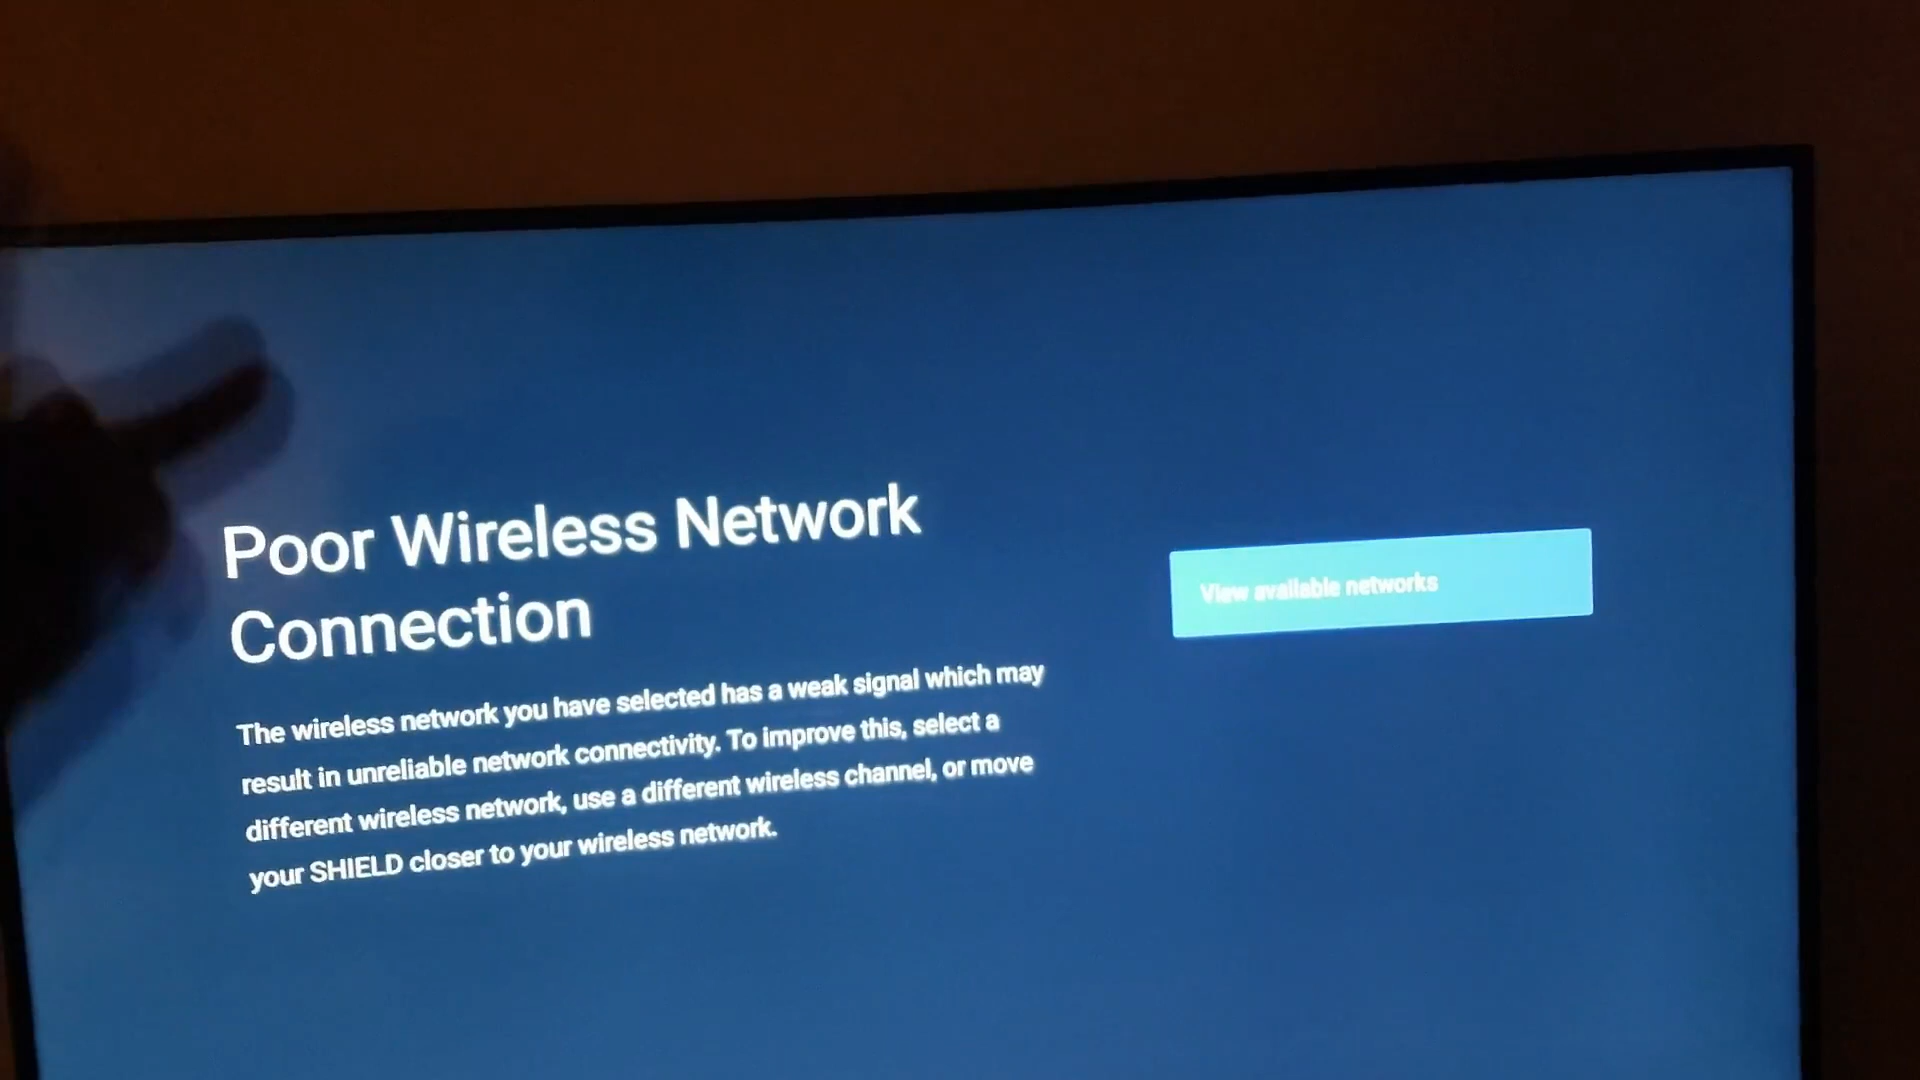 Poor Wireless Network
Connection
The wireless network you have selected has a weak signal which may
result in unreliable network connectivity. To improve this, select a
different wireless network, use a different wireless channel, or move
your SHIELD closer to your wireless network.
View available networks